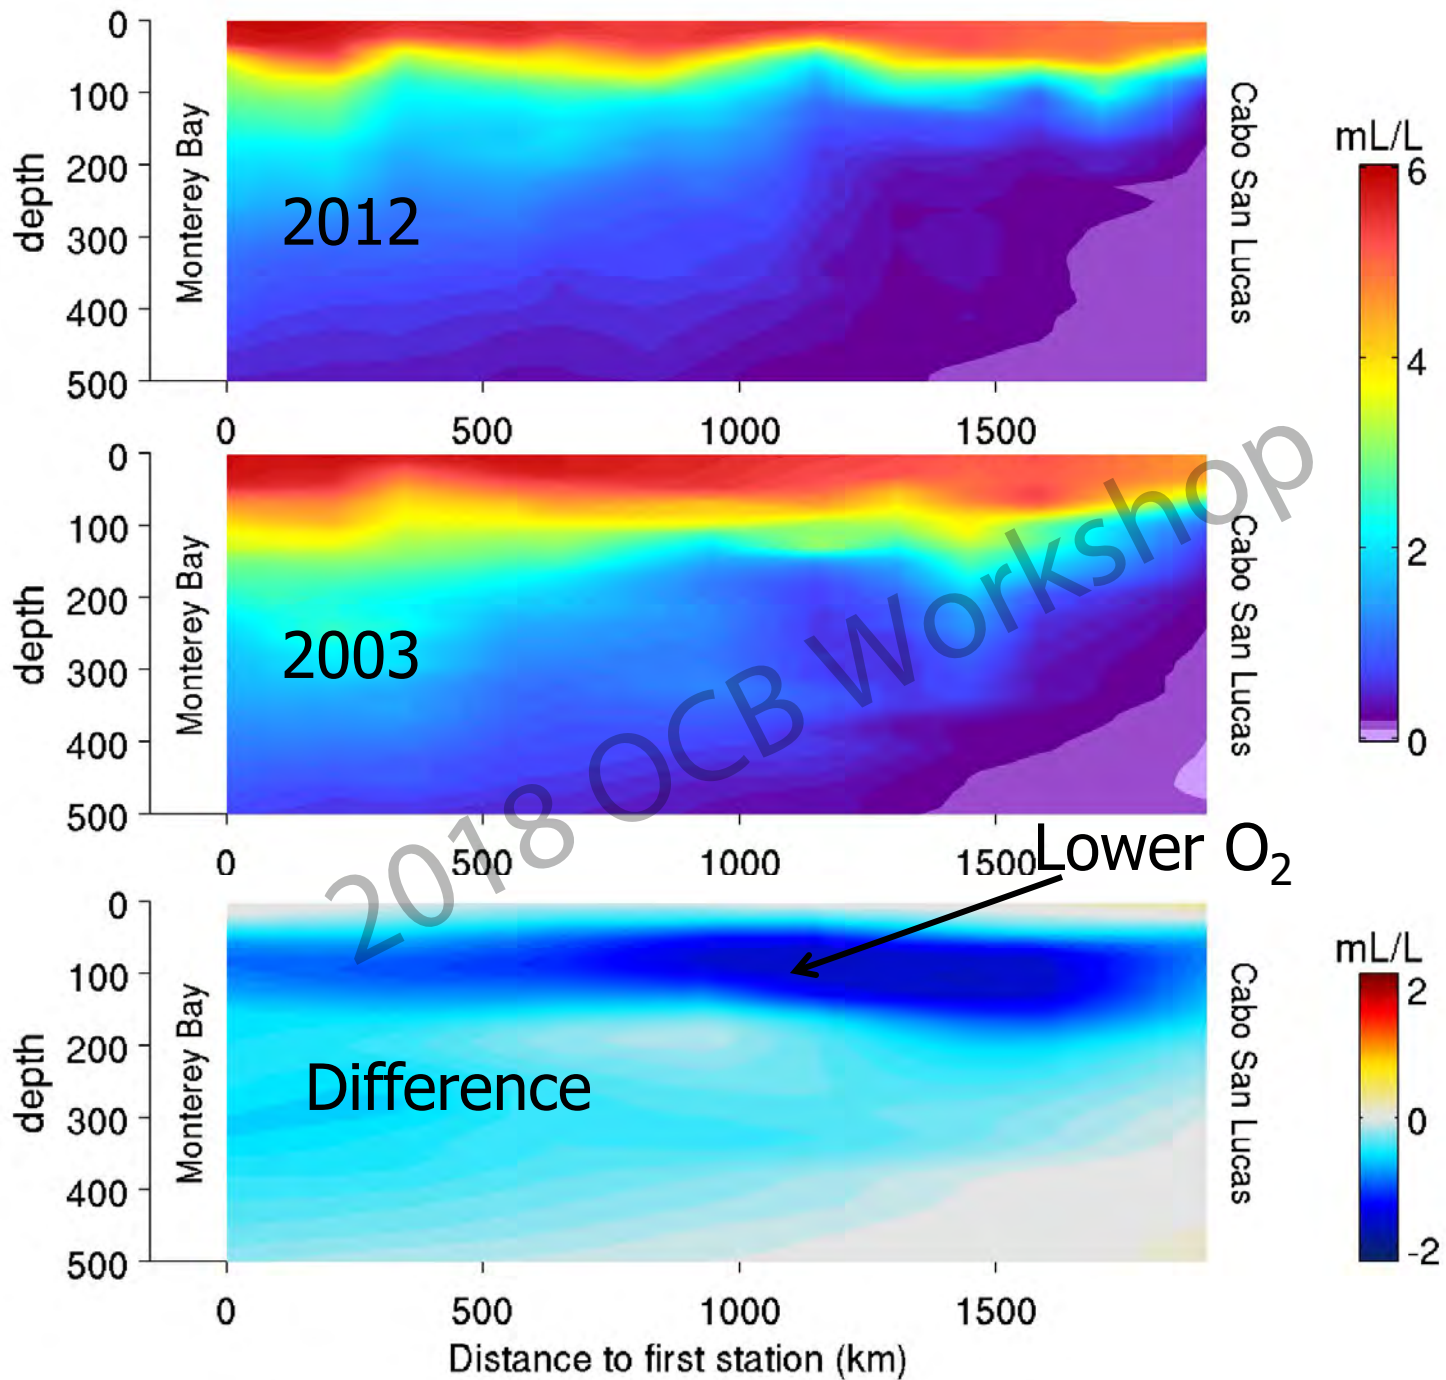 0
100
200
300
400
500
depth
Monterey Bay
2012
Cabo San Lucas
0
500
1000
1500
mL/L
6
4
2
0
0
100
200
300
400
500
depth
Monterey Bay
2003
Cabo San Lucas
0
500
1000
1500
2018 OCB Workshop
Lower O₂
0
100
200
300
400
500
depth
Monterey Bay
Difference
Cabo San Lucas
mL/L
2
0
-2
0
500
1000
1500
Distance to first station (km)